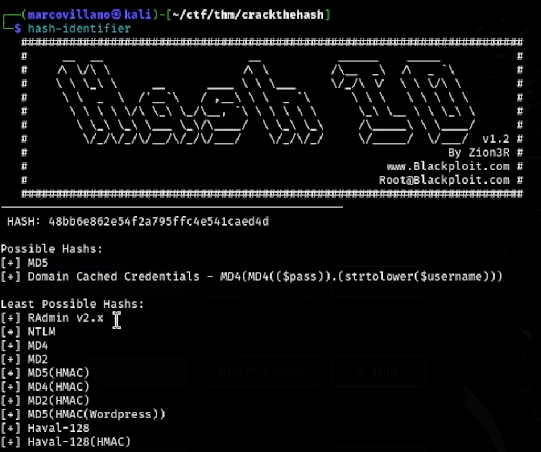 (marcovillano㉿kali)-[~/ctf/thm/crackthehash]
$ hash-identifier
Hash ID
v1.2
By Zion3R
www.Blackploit.com
Root@Blackploit.com
HASH: 48bb6e862e54f2a795ffc4e541caed4d
Possible Hashs:
[+] MD5
[+] Domain Cached Credentials - MD4(MD4(($pass)).(strtolower($username)))
Least Possible Hashs:
[+] RAdmin v2.x
[+] NTLM
[+] MD4
[+] MD2
[+] MD5(HMAC)
[+] MD4(HMAC)
[+] MD2(HMAC)
[+] MD5(HMAC(Wordpress))
[+] Haval-128
[+] Haval-128(HMAC)